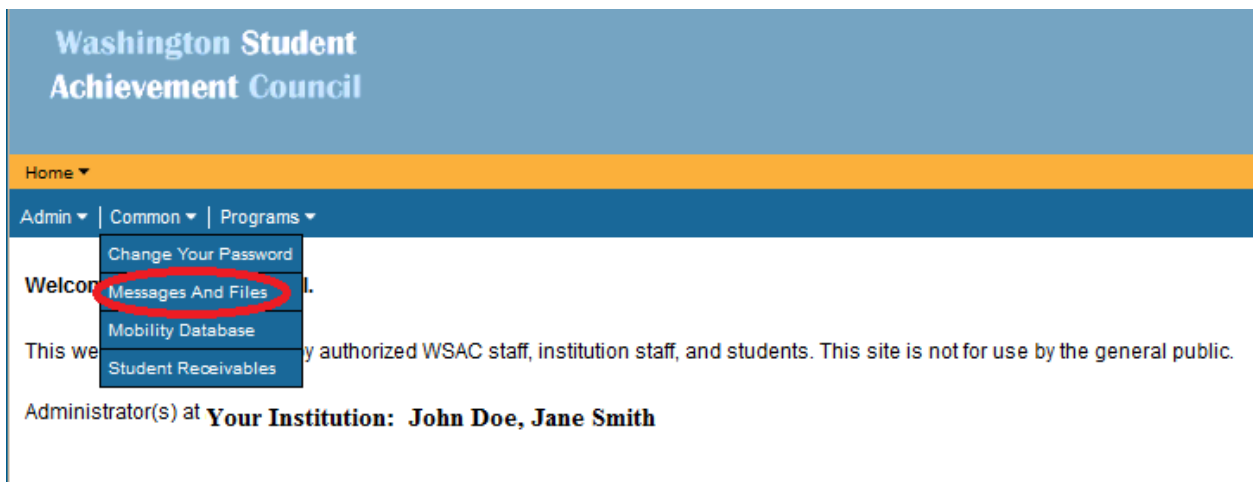 Washington Student
Achievement Council
Home
Admin | Common | Programs
Change Your Password
Messages And Files
Mobility Database
Student Receivables
Welcom l.
This we y authorized WSAC staff, institution staff, and students. This site is not for use by the general public.
Administrator(s) at Your Institution: John Doe, Jane Smith